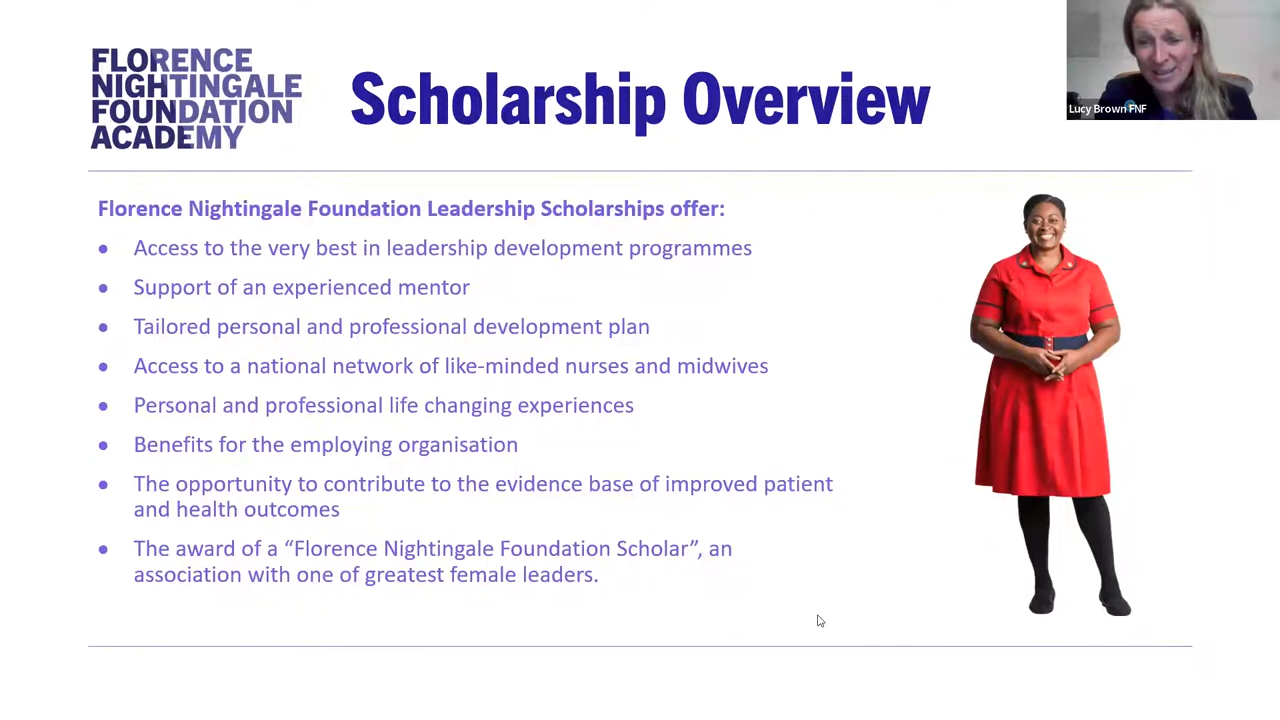 FLORENCE
NIGHTINGALE
FOUNDATION
ACADEMY
Scholarship Overview
Lucy Brown FNF
Florence Nightingale Foundation Leadership Scholarships offer:
• Access to the very best in leadership development programmes
• Support of an experienced mentor
• Tailored personal and professional development plan
• Access to a national network of like-minded nurses and midwives
• Personal and professional life changing experiences
• Benefits for the employing organisation
• The opportunity to contribute to the evidence base of improved patient
and health outcomes
• The award of a “Florence Nightingale Foundation Scholar”, an
association with one of greatest female leaders.